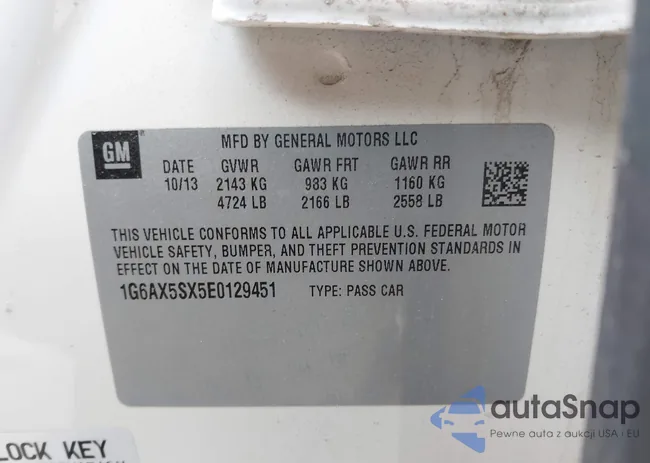 GM
MFD BY GENERAL MOTORS LLC
DATE GVWR GAWR FRT GAWR RR
10/13 2143 KG 983 KG 1160 KG
4724 LB 2166 LB 2558 LB
THIS VEHICLE CONFORMS TO ALL APPLICABLE U.S. FEDERAL MOTOR
VEHICLE SAFETY, BUMPER, AND THEFT PREVENTION STANDARDS IN
EFFECT ON THE DATE OF MANUFACTURE SHOWN ABOVE.
1G6AX5SX5E0129451 TYPE: PASS CAR
LOCK KEY
autaSnap
Pewne auta z aukcji USA i EU